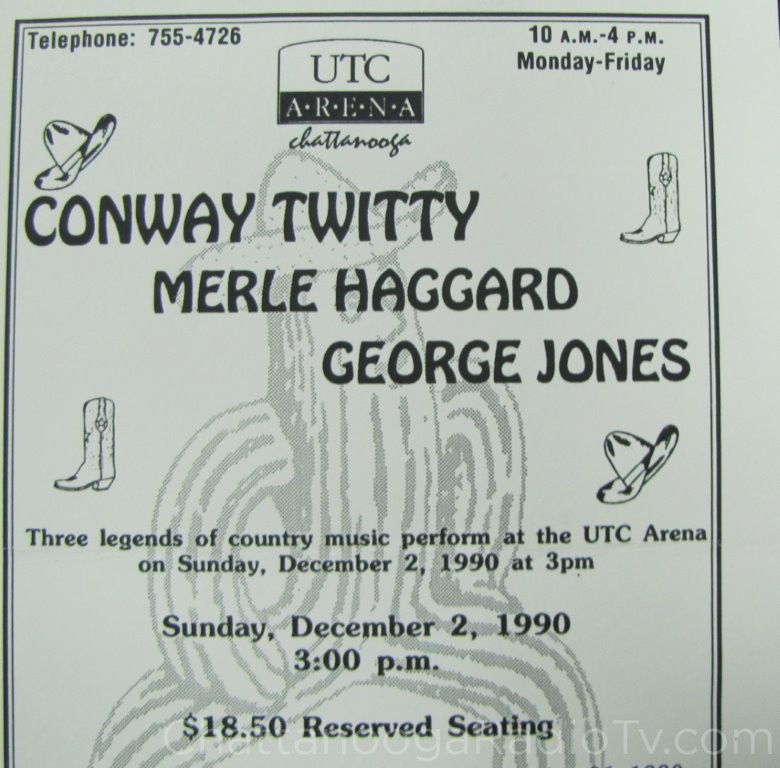 Telephone: 755-4726
10 A.M.-4 P.M.
Monday-Friday
UTC
A·R·E·N·A
chattanooga
CONWAY TWITTY
MERLE HAGGARD
GEORGE JONES
Three legends of country music perform at the UTC Arena
on Sunday, December 2, 1990 at 3pm
Sunday, December 2, 1990
3:00 p.m.
$18.50 Reserved Seating
ChattanoogaRadioTv.com